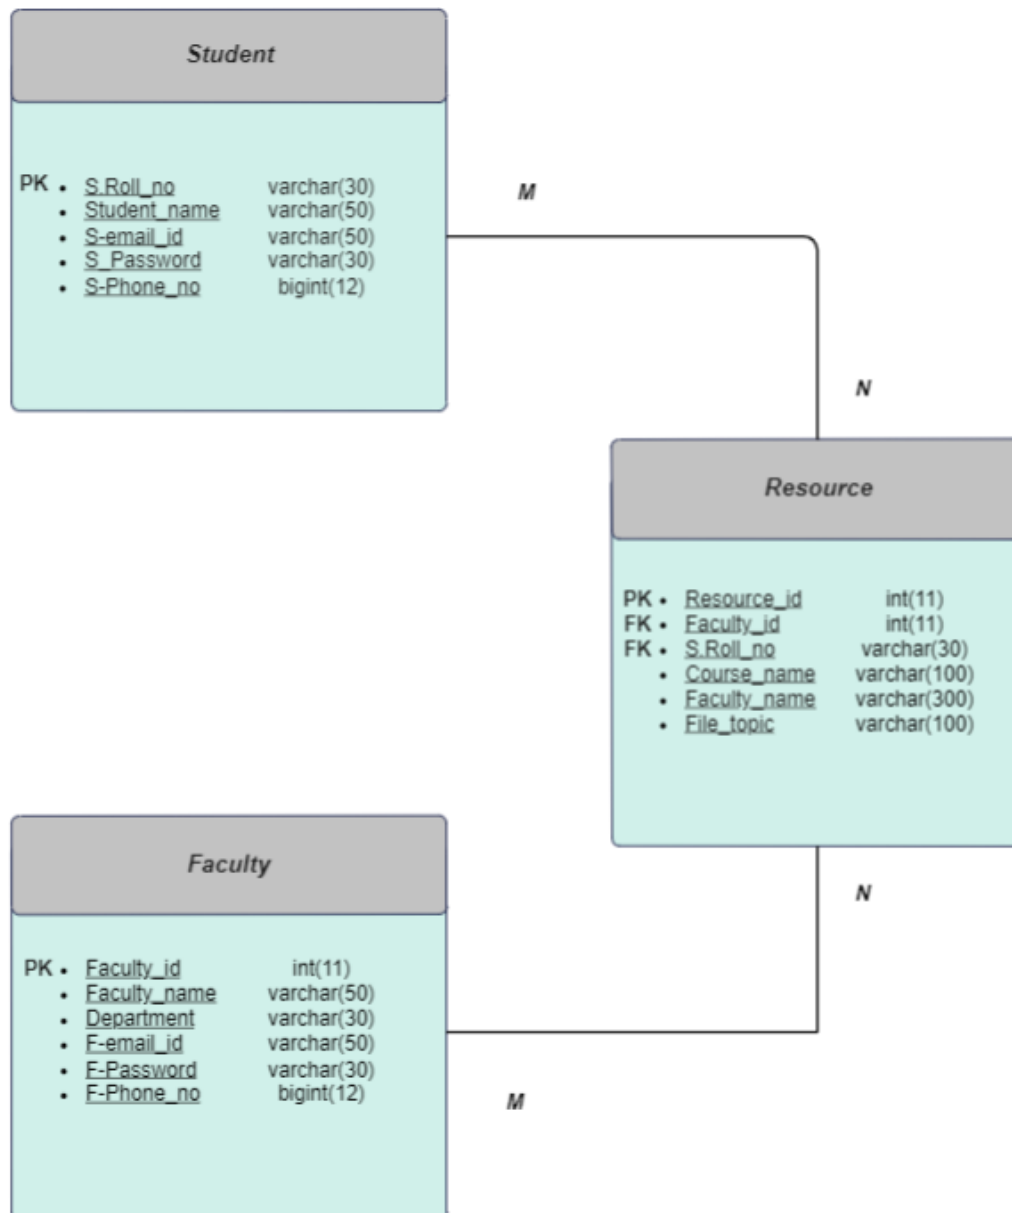 Student
PK • S.Roll_no varchar(30)
• Student_name varchar(50)
• S-email_id varchar(50)
• S_Password varchar(30)
• S-Phone_no bigint(12)
M
N
Resource
PK • Resource_id int(11)
FK • Faculty_id int(11)
FK • S.Roll_no varchar(30)
• Course_name varchar(100)
• Faculty_name varchar(300)
• File_topic varchar(100)
Faculty
PK • Faculty_id int(11)
• Faculty_name varchar(50)
• Department varchar(30)
• F-email_id varchar(50)
• F-Password varchar(30)
• F-Phone_no bigint(12)
N
M